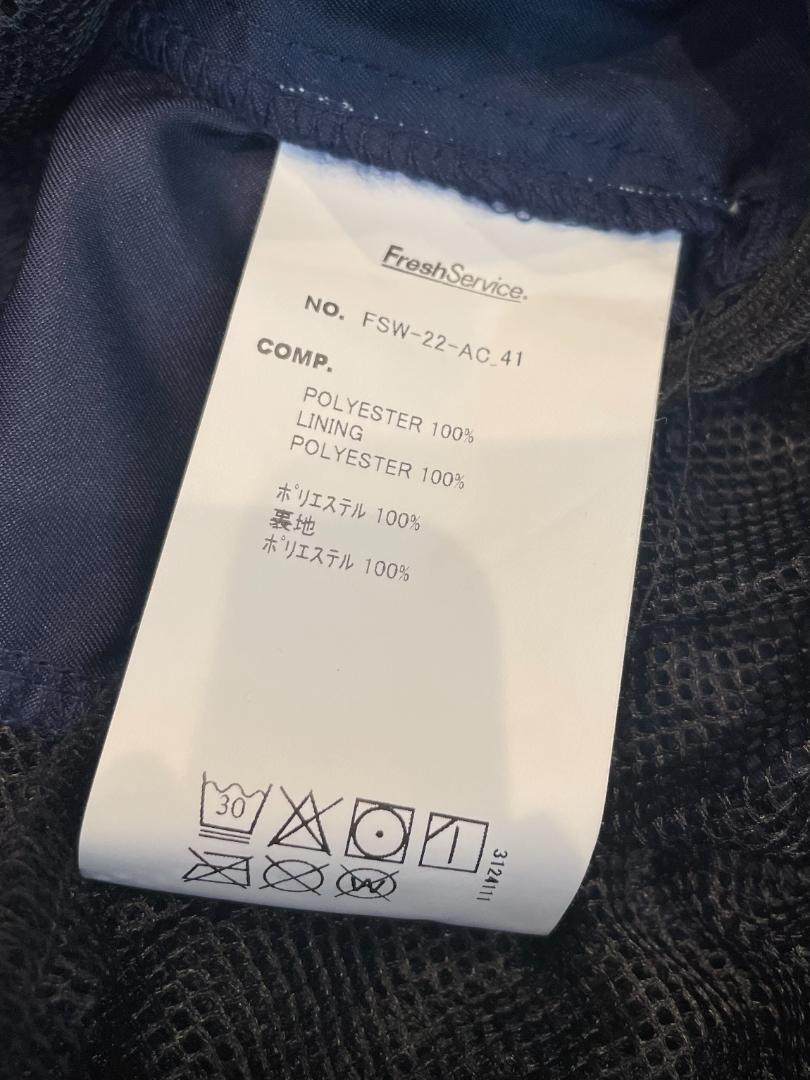 FreshService.
NO. FSW-22-AC_41
COMP.
POLYESTER 100%
LINING
POLYESTER 100%
ポリエステル 100%
裏地
ポリエステル 100%
30
W
3124111